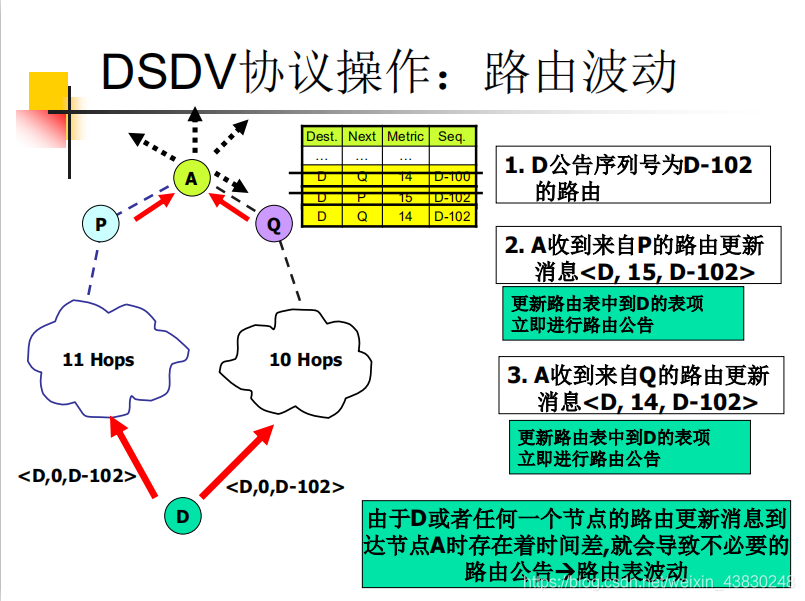 DSDV协议操作：路由波动
Dest. Next Metric Seq.
... ... ...
D Q 14 D-100
D P 15 D-102
D Q 14 D-102
A
P
Q
11 Hops
10 Hops
<D,0,D-102>
<D,0,D-102>
D
1. D公告序列号为D-102
的路由
2. A收到来自P的路由更新
消息<D, 15, D-102>
更新路由表中到D的表项
立即进行路由公告
3. A收到来自Q的路由更新
消息<D, 14, D-102>
更新路由表中到D的表项
立即进行路由公告
由于D或者任何一个节点的路由更新消息到
达节点A时存在着时间差,就会导致不必要的
路由公告→路由表波动
https://blog.csdn.net/weixin_43830248